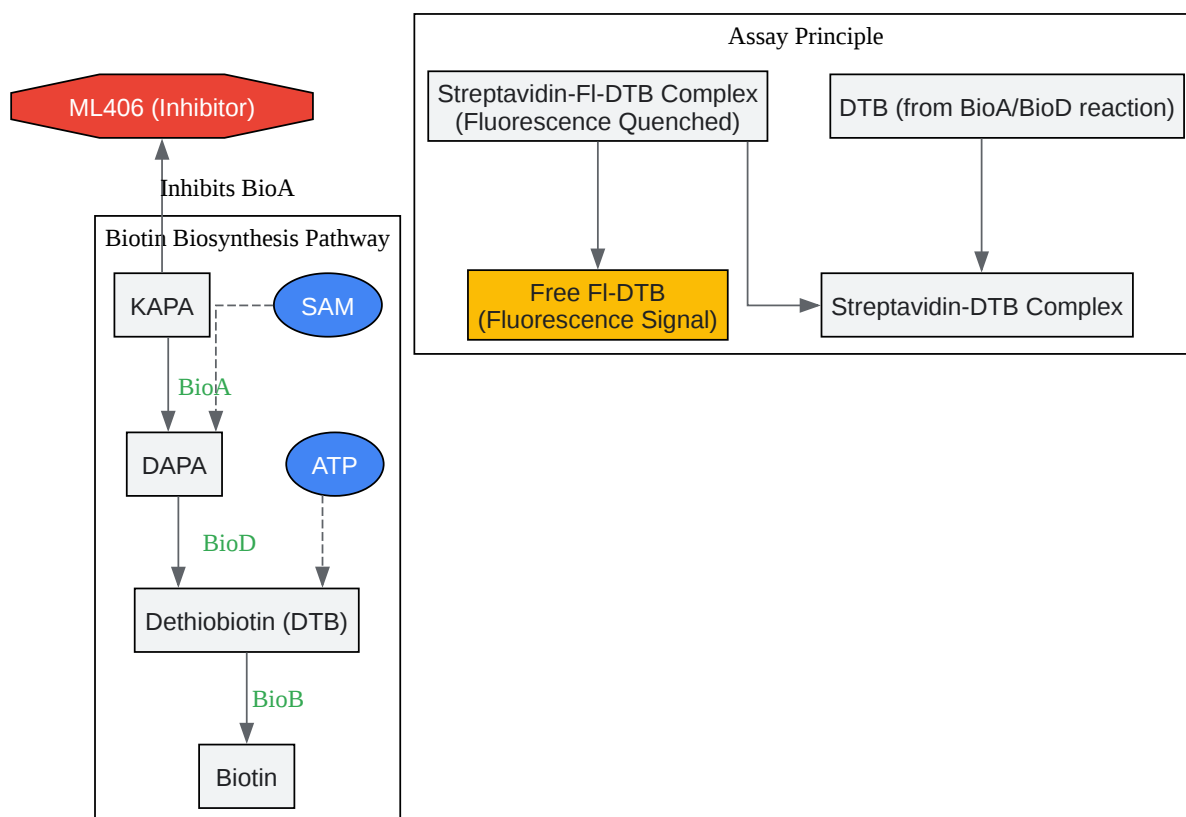 ML406 (Inhibitor)
Inhibits BioA
Biotin Biosynthesis Pathway
KAPA
SAM
BioA
DAPA
ATP
BioD
Dethiobiotin (DTB)
BioB
Biotin
Assay Principle
Streptavidin-Fl-DTB Complex
(Fluorescence Quenched)
DTB (from BioA/BioD reaction)
Free Fl-DTB
(Fluorescence Signal)
Streptavidin-DTB Complex